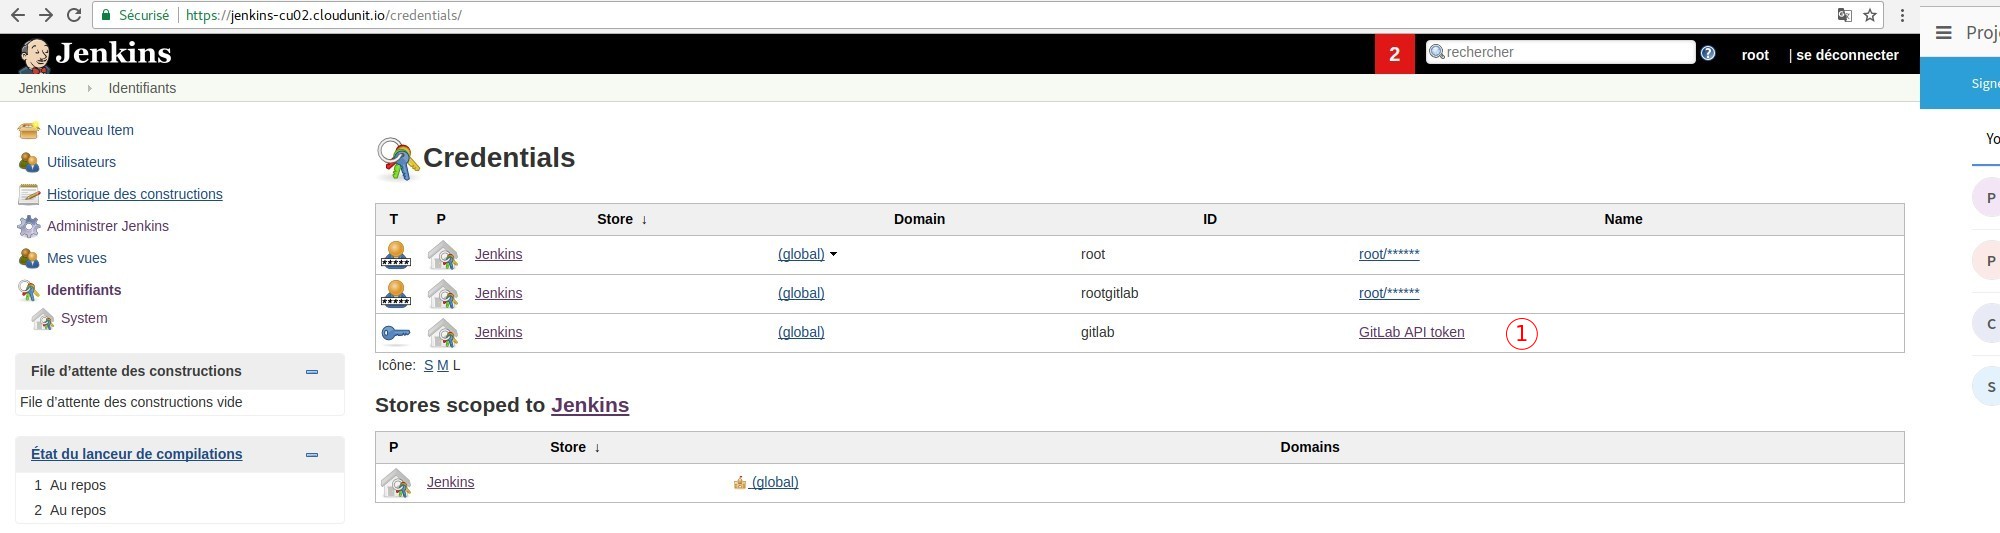 Sécurisé https://jenkins-cu02.cloudunit.io/credentials/
Jenkins 2 rechercher ? root | se déconnecter
Jenkins Identifiants
Nouveau Item
Utilisateurs
Historique des constructions
Administrer Jenkins
Mes vues
Identifiants
System
File d’attente des constructions
File d’attente des constructions vide
État du lanceur de compilations
1 Au repos
2 Au repos
Credentials
T P Store ↓ Domain ID Name
Jenkins (global) root root/******
Jenkins (global) rootgitlab root/******
Jenkins (global) gitlab GitLab API token 1
Icône: S M L
Stores scoped to Jenkins
P Store ↓ Domains
Jenkins (global)
Proj
Signe
Yo
P
P
C
S